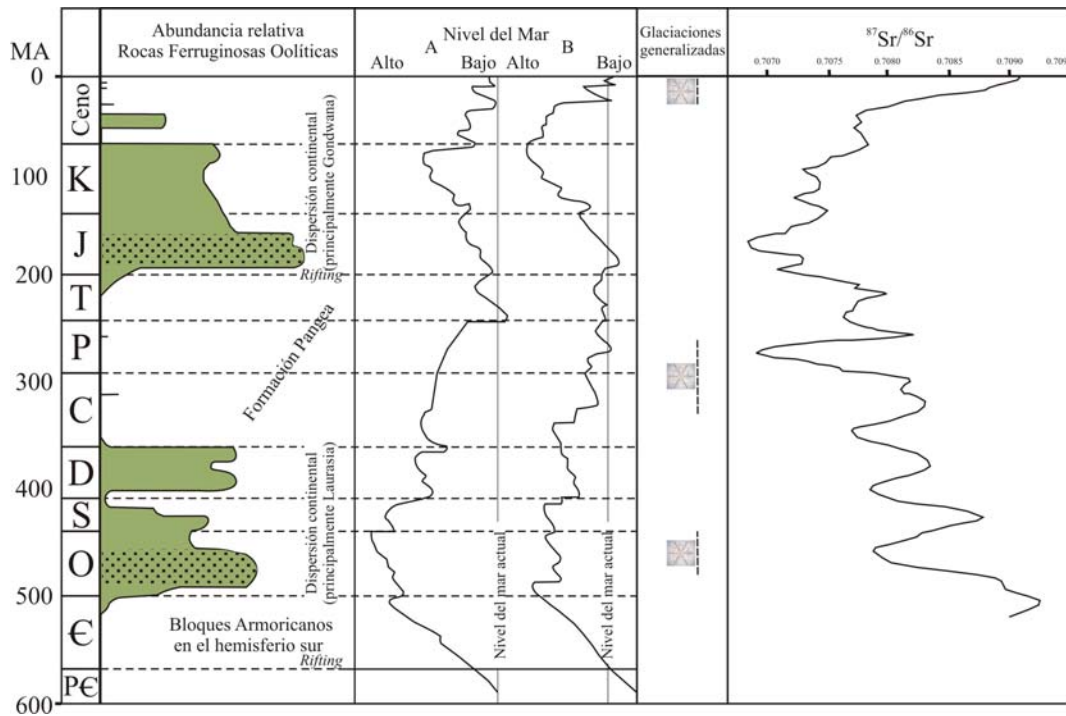 MA
Abundancia relativa
Rocas Ferruginosas Oolíticas
Nivel del Mar
A
B
Alto
Bajo
Alto
Bajo
Glaciaciones
generalizadas
⁸⁷Sr/⁸⁶Sr
0.7070
0.7075
0.7080
0.7085
0.7090
0.709
0
100
200
300
400
500
600
Ceno
K
J
T
P
C
D
S
O
Є
PЄ
Dispersión continental
(principalmente Gondwana)
Rifting
Formación Pangea
Dispersión continental
(principalmente Laurasia)
Bloques Armoricanos
en el hemisferio sur
Rifting
Nivel del mar actual
Nivel del mar actual